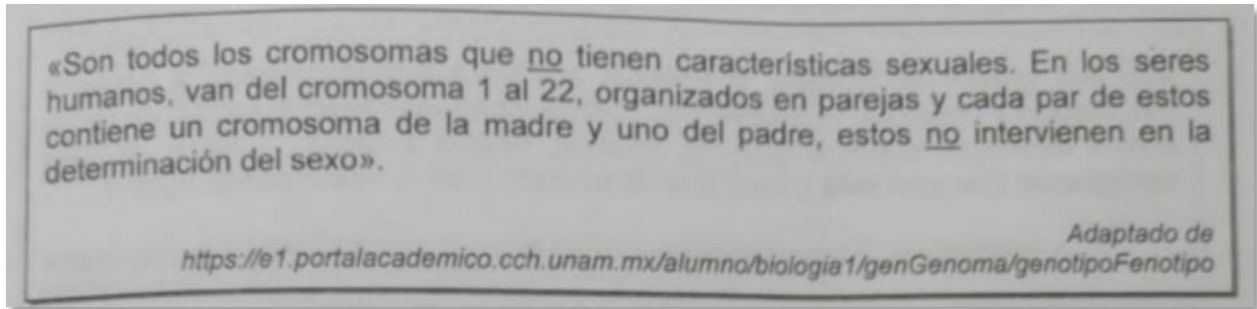 «Son todos los cromosomas que no tienen características sexuales. En los seres
humanos, van del cromosoma 1 al 22, organizados en parejas y cada par de estos
contiene un cromosoma de la madre y uno del padre, estos no intervienen en la
determinación del sexo».
Adaptado de
https://e1.portalacademico.cch.unam.mx/alumno/biologia1/genGenoma/genotipoFenotipo